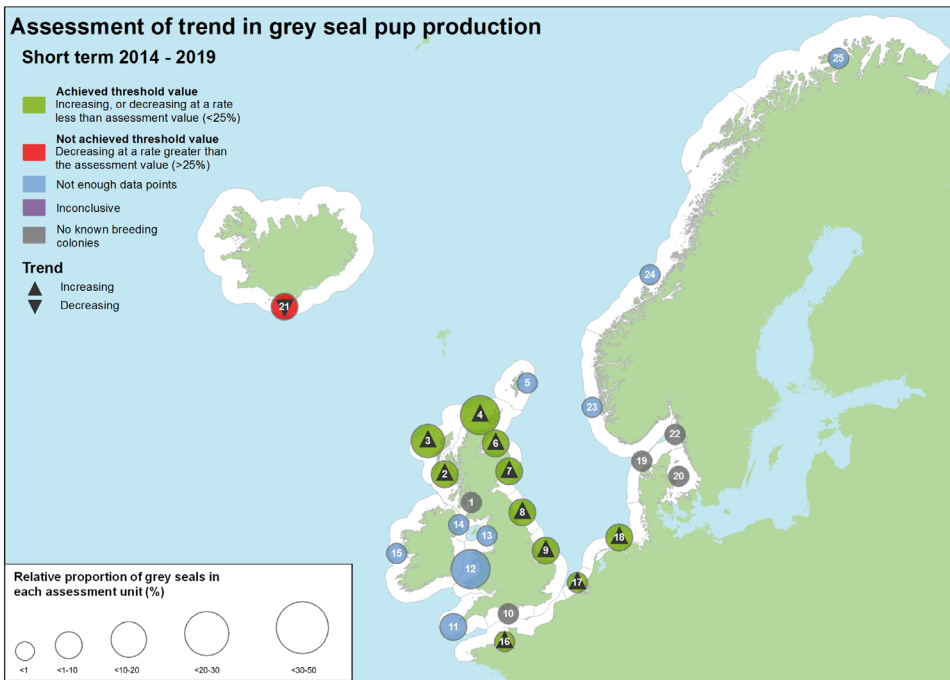 Assessment of trend in grey seal pup production
Short term 2014 - 2019
Achieved threshold value
Increasing, or decreasing at a rate
less than assessment value (<25%)
Not achieved threshold value
Decreasing at a rate greater than
the assessment value (>25%)
Not enough data points
Inconclusive
No known breeding
colonies
Trend
Increasing
Decreasing
25
21
24
5
23
4
3
6
22
2
7
19
20
1
8
14
13
18
15
9
12
17
10
11
16
Relative proportion of grey seals in
each assessment unit (%)
<1
<1-10
<10-20
<20-30
<30-50